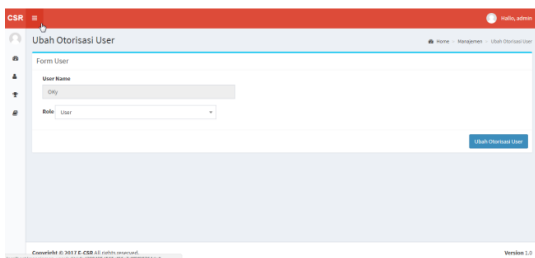 CSR
Hallo, admin
Ubah Otorisasi User
Home > Manajemen > Ubah Otorisasi User
Form User
User Name
Role User
Ubah Otorisasi User
Copyright © 2017 E-CSR All rights reserved.
Version 1.0